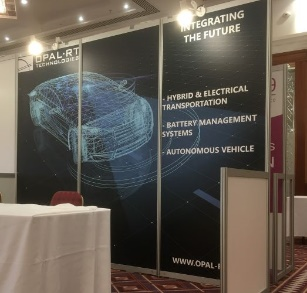 OPAL-RT
TECHNOLOGIES
INTEGRATING
THE FUTURE
- HYBRID & ELECTRICAL
TRANSPORTATION
- BATTERY MANAGEMENT
SYSTEMS
- AUTONOMOUS VEHICLE
WWW.OPAL-R